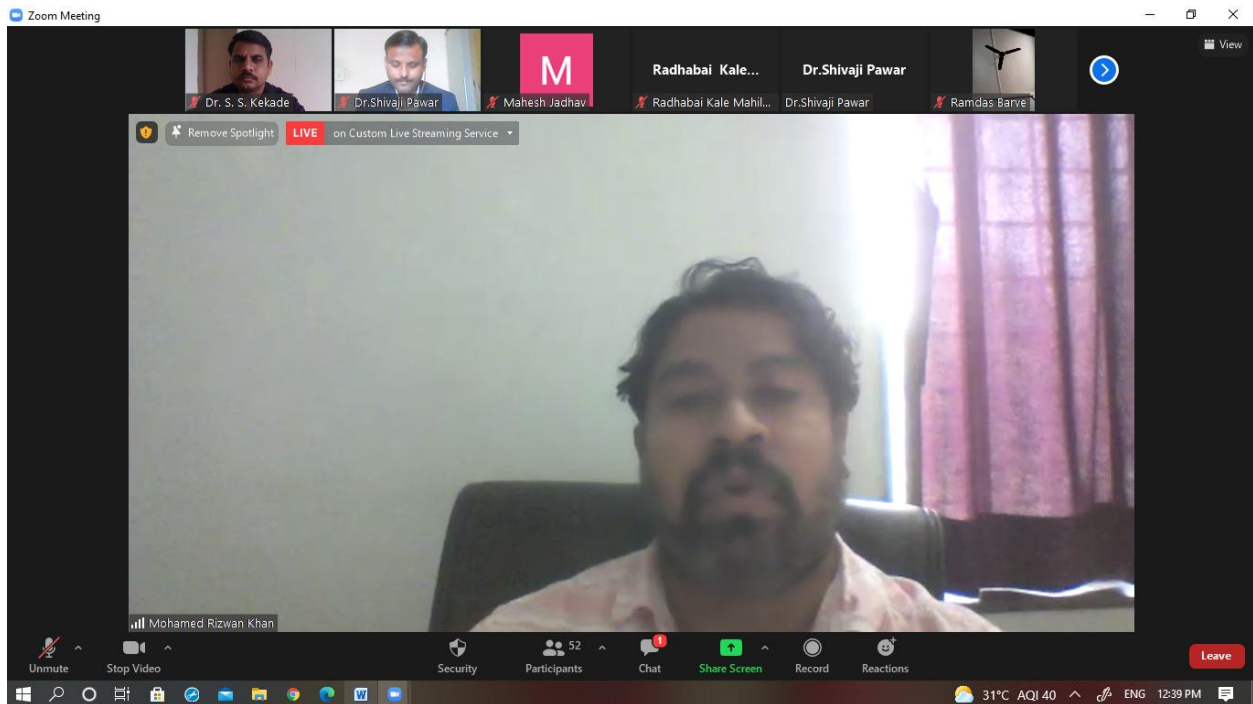 Zoom Meeting
View
M
Radhabai Kale...
Dr.Shivaji Pawar
Dr. S. S. Kekade
Dr.Shivaji Pawar
Mahesh Jadhav
Radhabai Kale Mahil...
Dr.Shivaji Pawar
Ramdas Barve
Remove Spotlight
LIVE on Custom Live Streaming Service
Mohamed Rizwan Khan
52
1
Unmute
Stop Video
Security
Participants
Chat
Share Screen
Record
Reactions
Leave
W
31°C AQI 40
ENG
12:39 PM